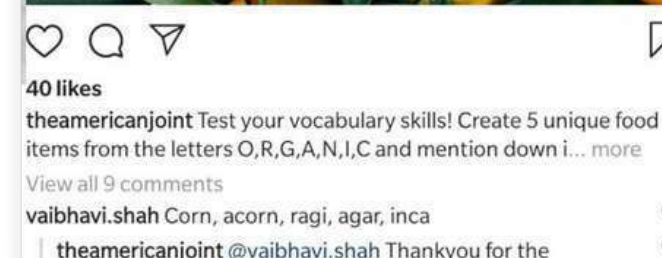 40 likes
theamericanjoint Test your vocabulary skills! Create 5 unique food
items from the letters O,R,G,A,N,I,C and mention down i... more
View all 9 comments
vaibhavi.shah Corn, acorn, ragi, agar, inca
theamericanjoint @vaibhavi.shah Thankyou for the